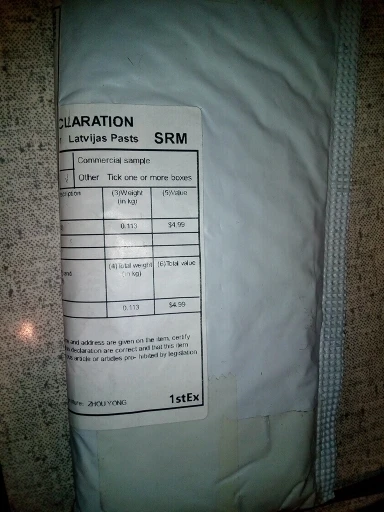 CLARATION
Latvijas Pasts SRM
Commercial sample
Other Tick one or more boxes
(3)Weight (5)Value
(in kg)
0.113 $4.99
(4)Total weight (6)Total value
(in kg)
0.113 $4.99
and address are given on the item, certify
declaration are correct and that this item
article or articles pro- hibited by legislation
ZHOU YONG 1stEx